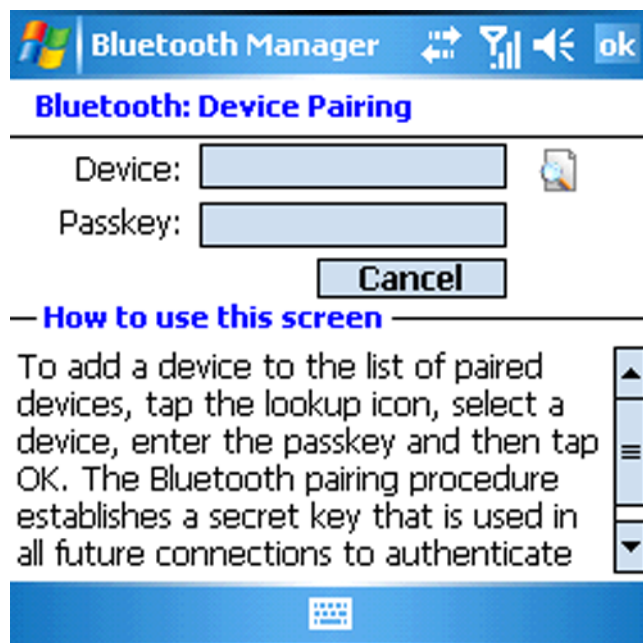 Bluetooth Manager ok
Bluetooth: Device Pairing
Device:
Passkey:
Cancel
How to use this screen
To add a device to the list of paired
devices, tap the lookup icon, select a
device, enter the passkey and then tap
OK. The Bluetooth pairing procedure
establishes a secret key that is used in
all future connections to authenticate